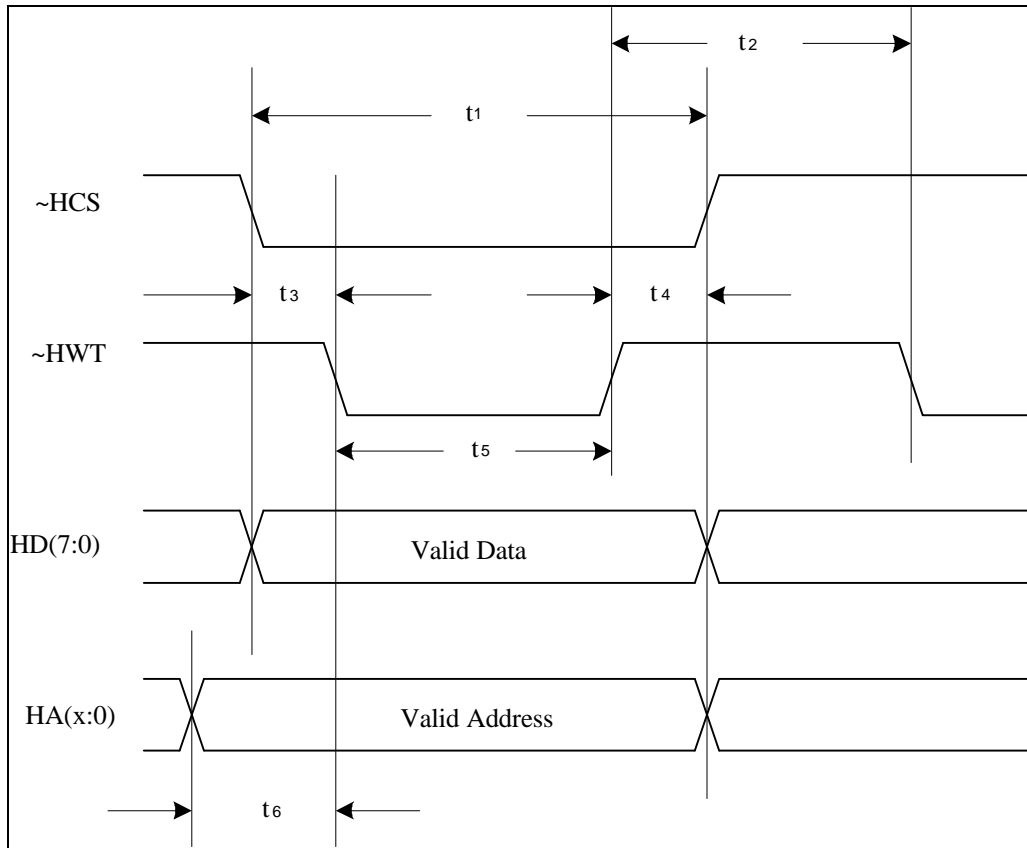 t2
t1
~HCS
t3
t4
~HWT
t5
HD(7:0)
Valid Data
HA(x:0)
Valid Address
t6